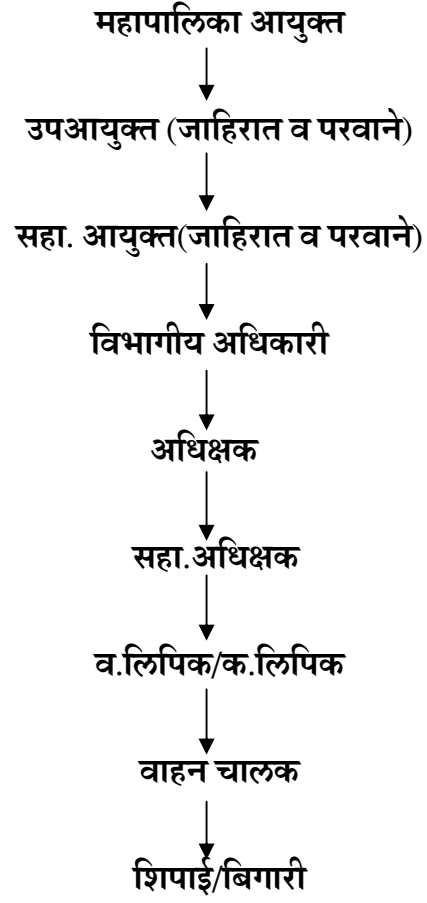 महापालिका आयुक्त
उपआयुक्त (जाहिरात व परवाने)
सहा. आयुक्त(जाहिरात व परवाने)
विभागीय अधिकारी
अधिक्षक
सहा.अधिक्षक
व.लिपिक/क.लिपिक
वाहन चालक
शिपाई/बिगारी